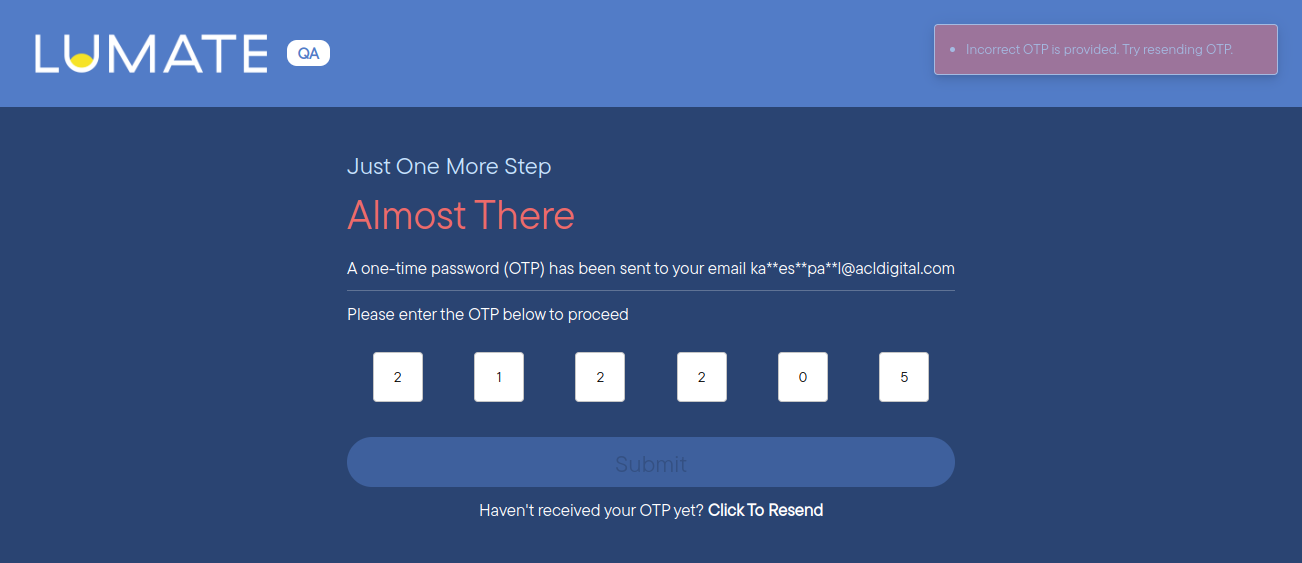 LUMATE QA
Incorrect OTP is provided. Try resending OTP.
Just One More Step
Almost There
A one-time password (OTP) has been sent to your email ka**es**pa**l@acldigital.com
Please enter the OTP below to proceed
2 1 2 2 0 5
Submit
Haven't received your OTP yet? Click To Resend